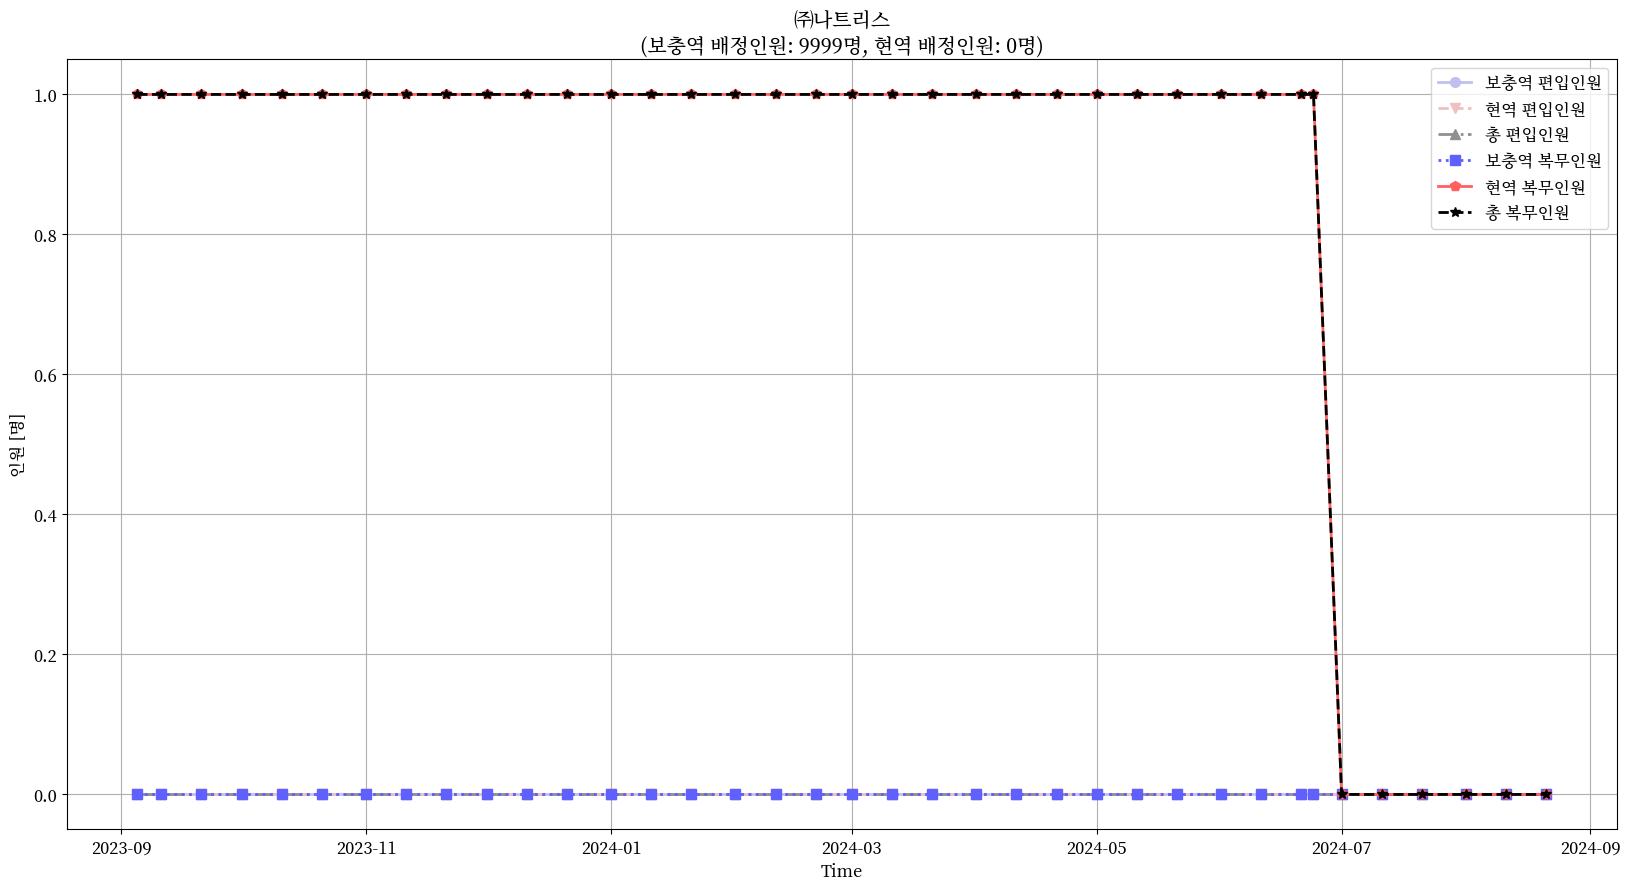 ㈜나트리스
(보충역 배정인원: 9999명, 현역 배정인원: 0명)
보충역 편입인원
현역 편입인원
총 편입인원
보충역 복무인원
현역 복무인원
총 복무인원
인원 [명]
1.0
0.8
0.6
0.4
0.2
0.0
2023-09
2023-11
2024-01
2024-03
2024-05
2024-07
2024-09
Time